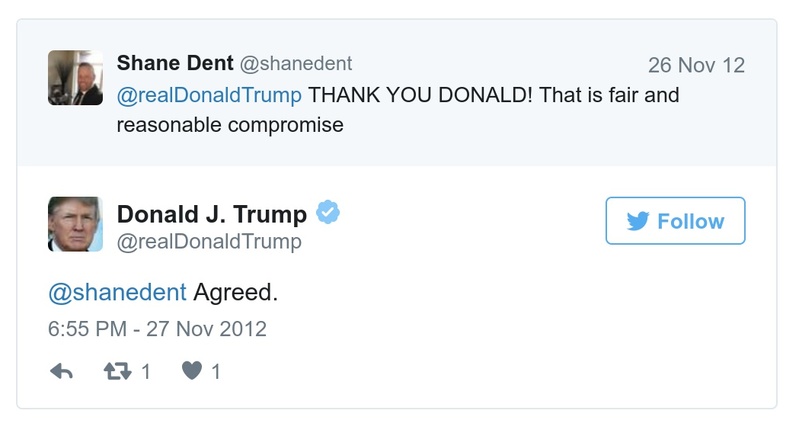 Shane Dent @shanedent 26 Nov 12
@realDonaldTrump THANK YOU DONALD! That is fair and
reasonable compromise
Donald J. Trump
@realDonaldTrump
Follow
@shanedent Agreed.
6:55 PM - 27 Nov 2012
1 1